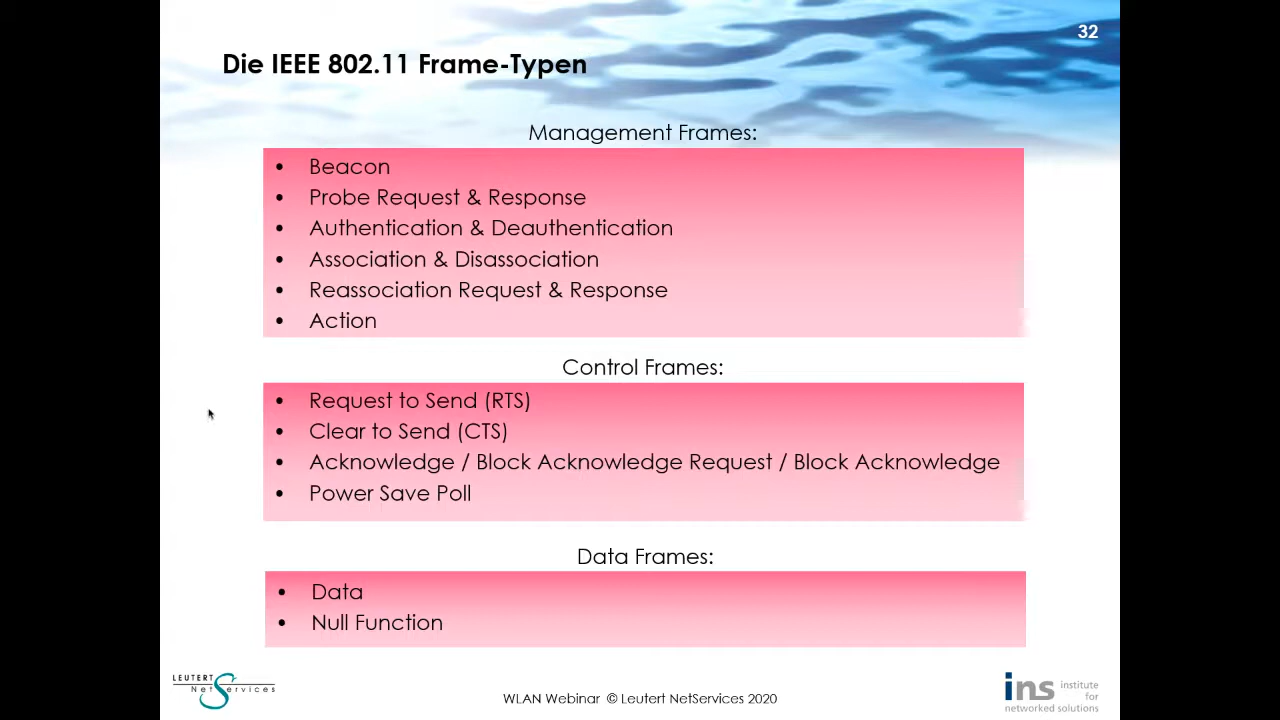 32
Die IEEE 802.11 Frame-Typen
Management Frames:
• Beacon
• Probe Request & Response
• Authentication & Deauthentication
• Association & Disassociation
• Reassociation Request & Response
• Action
Control Frames:
• Request to Send (RTS)
• Clear to Send (CTS)
• Acknowledge / Block Acknowledge Request / Block Acknowledge
• Power Save Poll
Data Frames:
• Data
• Null Function
LEUTERT
NetServices
WLAN Webinar © Leutert NetServices 2020
ins institute
for
networked solutions